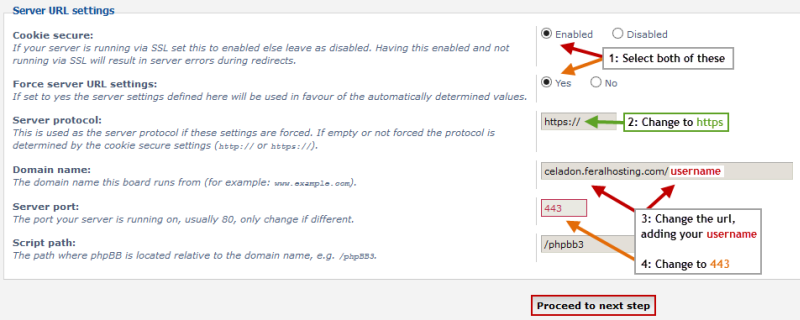 Server URL settings
Cookie secure:
If your server is running via SSL set this to enabled else leave as disabled. Having this enabled and not
running via SSL will result in server errors during redirects.
Enabled Disabled
1: Select both of these
Force server URL settings:
If set to yes the server settings defined here will be used in favour of the automatically determined values.
Yes No
Server protocol:
This is used as the server protocol if these settings are forced. If empty or not forced the protocol is
determined by the cookie secure settings (http:// or https://).
https://
2: Change to https
Domain name:
The domain name this board runs from (for example: www.example.com).
celadon.feralhosting.com/username
Server port:
The port your server is running on, usually 80, only change if different.
443
3: Change the url,
adding your username
4: Change to 443
Script path:
The path where phpBB is located relative to the domain name, e.g. /phpBB3.
/phpbb3
Proceed to next step